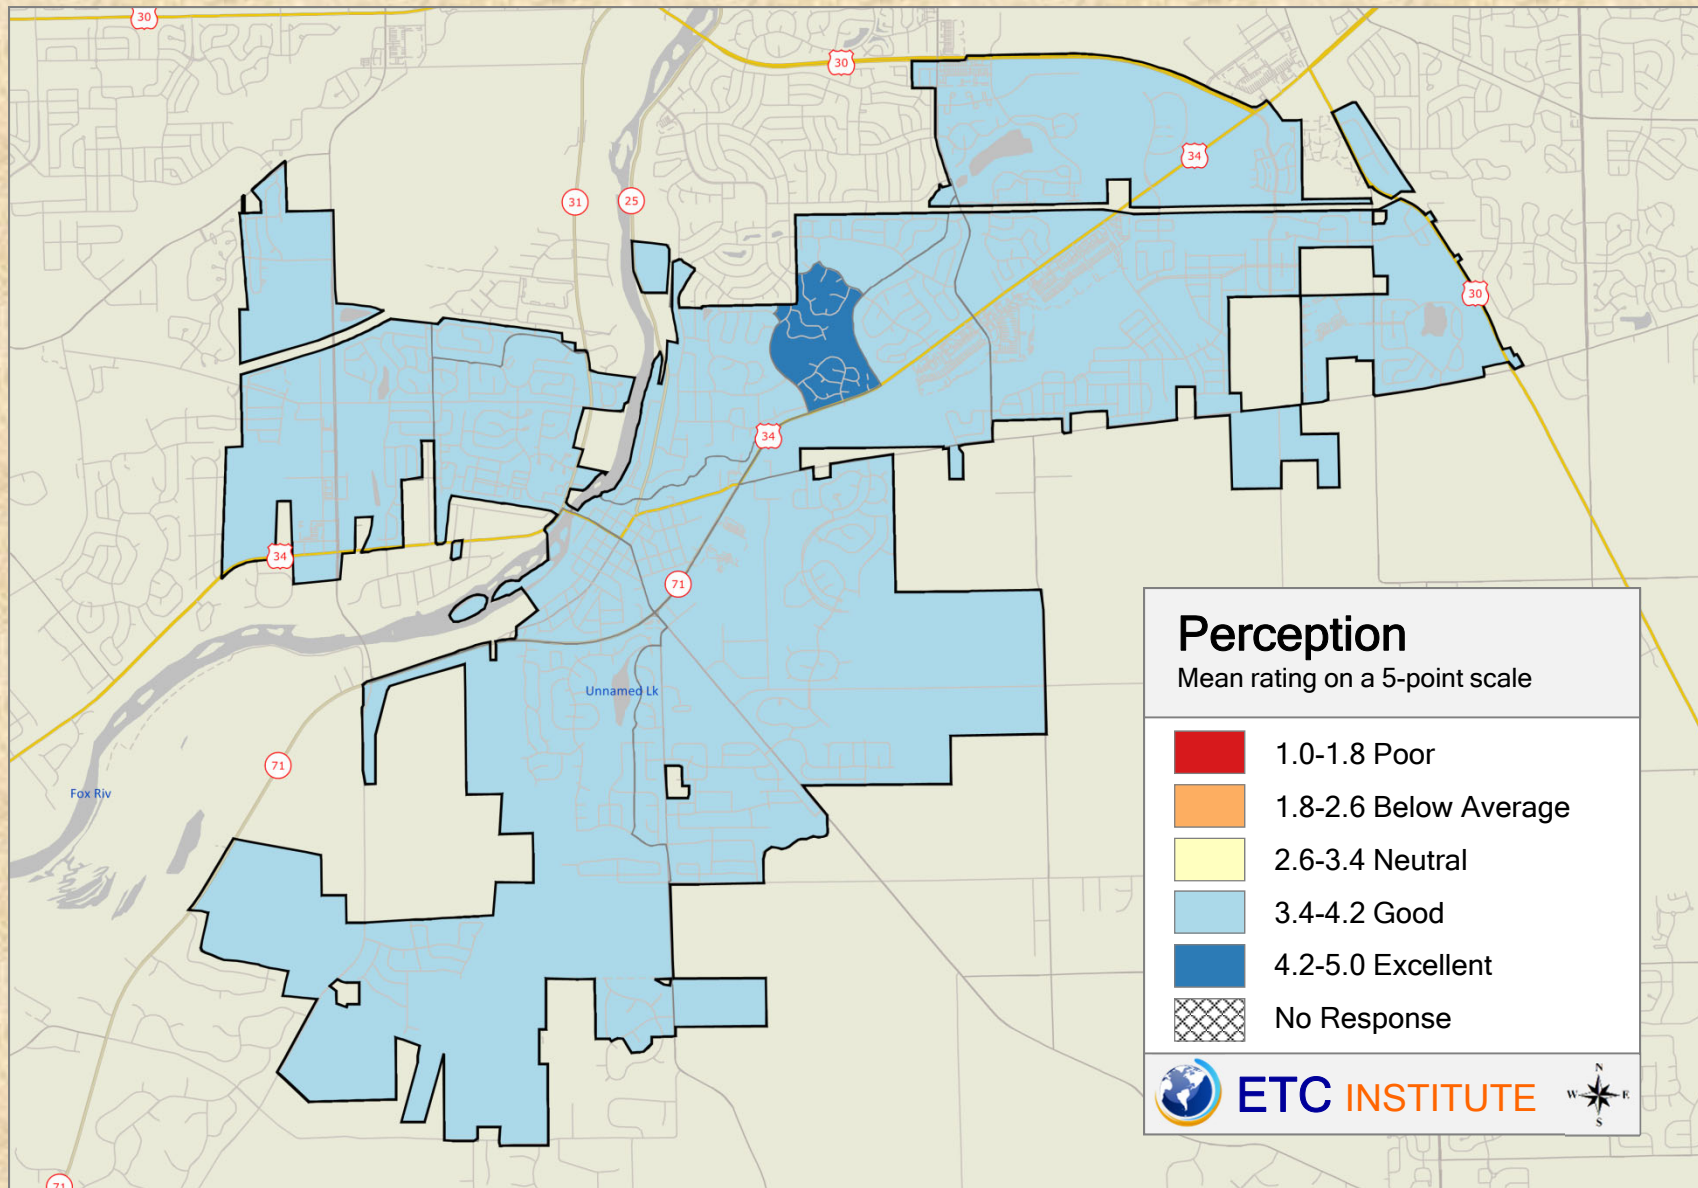 30
30
34
31
25
30
34
34
71
Unnamed Lk
71
Fox Riv
71
Perception
Mean rating on a 5-point scale
1.0-1.8 Poor
1.8-2.6 Below Average
2.6-3.4 Neutral
3.4-4.2 Good
4.2-5.0 Excellent
No Response
ETC INSTITUTE
N
W E
S